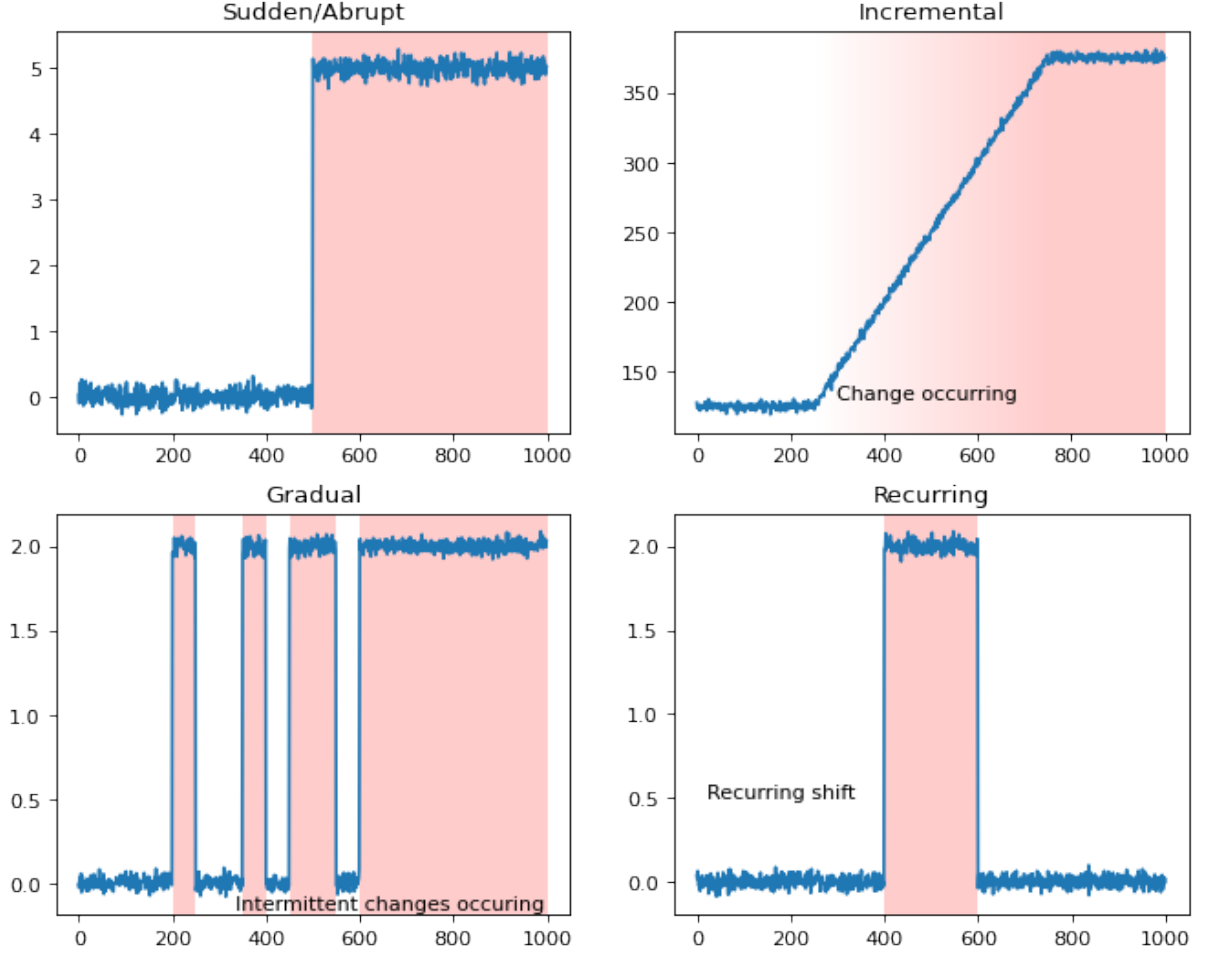 Sudden/Abrupt
5
4
3
2
1
0
0 200 400 600 800 1000
Incremental
350
300
250
200
150
Change occurring
0 200 400 600 800 1000
Gradual
2.0
1.5
1.0
0.5
0.0
Intermittent changes occuring
0 200 400 600 800 1000
Recurring
2.0
1.5
1.0
Recurring shift
0.5
0.0
0 200 400 600 800 1000